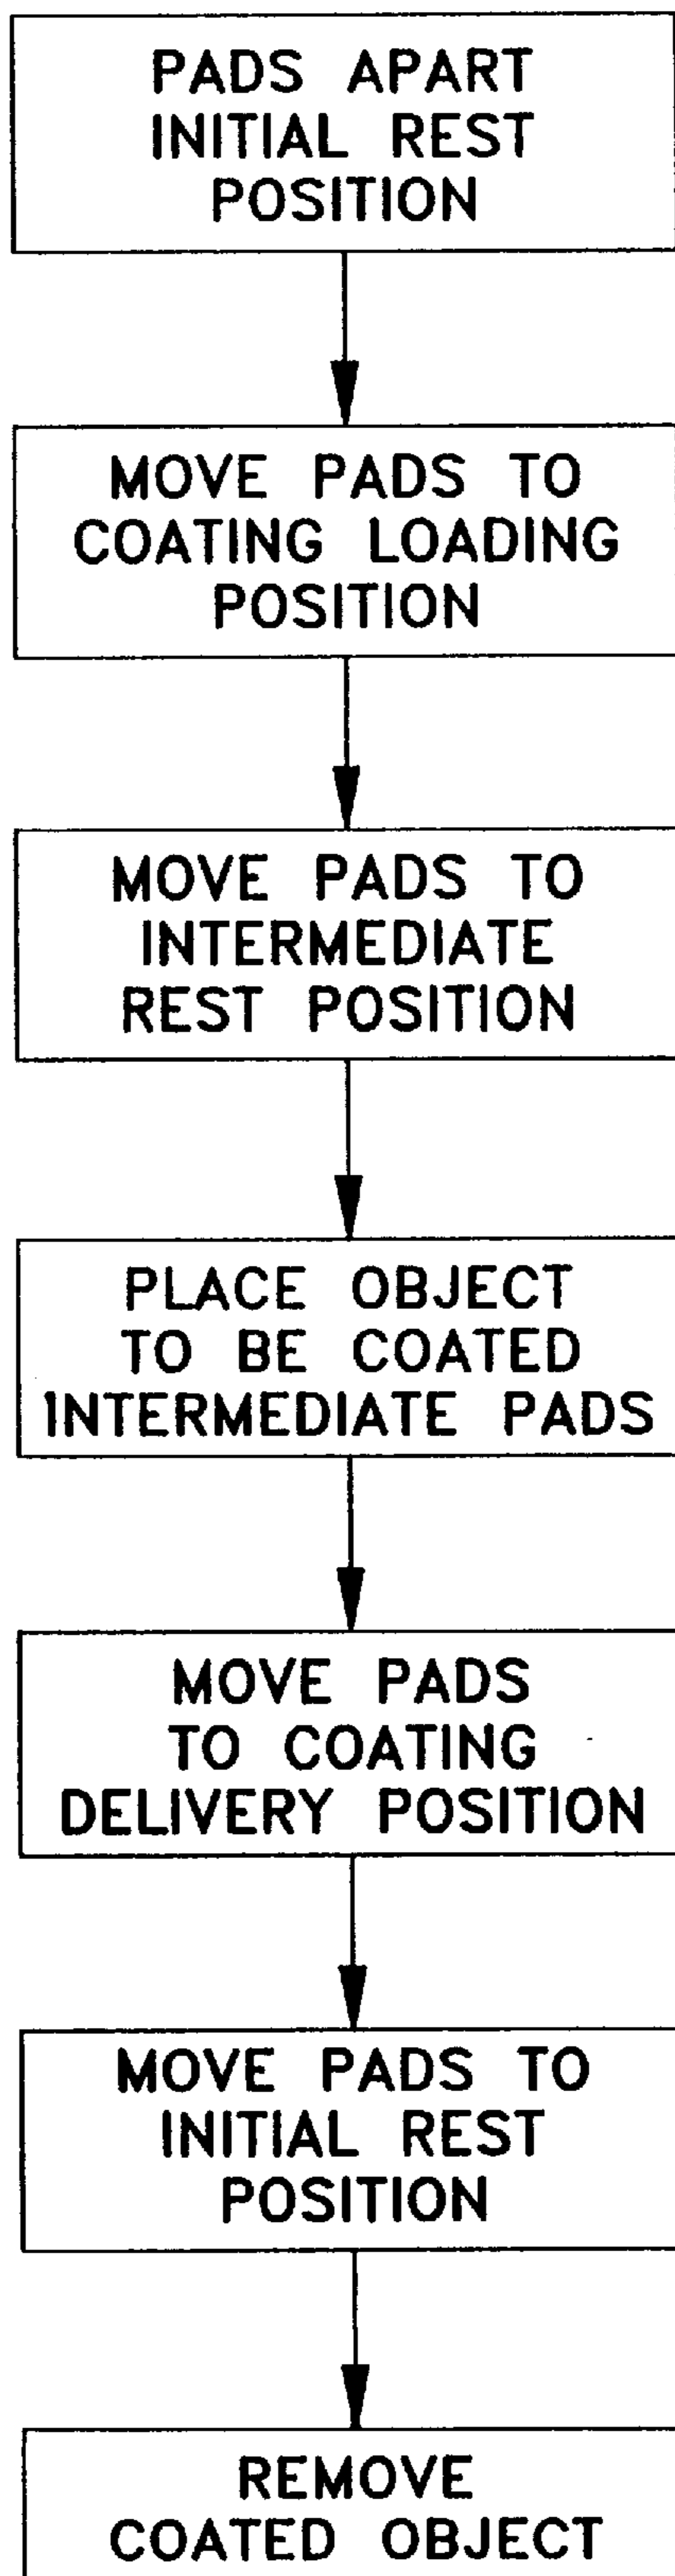 PADS APART
INITIAL REST
POSITION
MOVE PADS TO
COATING LOADING
POSITION
MOVE PADS TO
INTERMEDIATE
REST POSITION
PLACE OBJECT
TO BE COATED
INTERMEDIATE PADS
MOVE PADS
TO COATING
DELIVERY POSITION
MOVE PADS TO
INITIAL REST
POSITION
REMOVE
COATED OBJECT